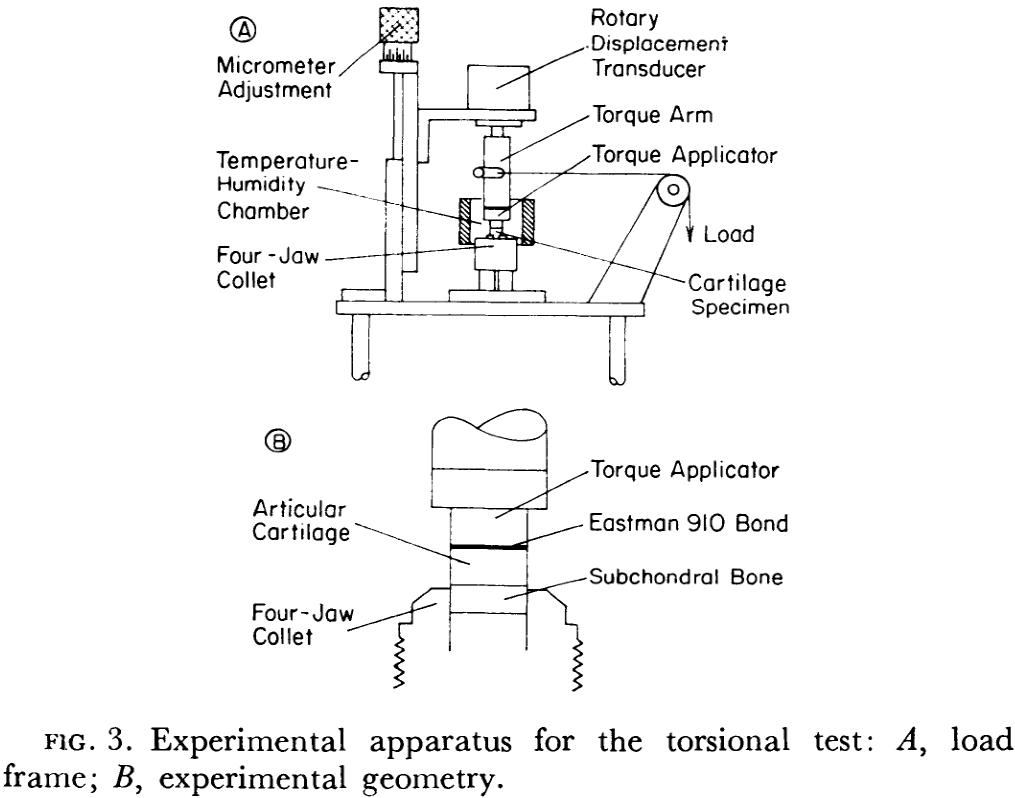 A
Micrometer
Adjustment
Rotary
Displacement
Transducer
Torque Arm
Torque Applicator
Temperature-
Humidity
Chamber
Load
Four-Jaw
Collet
Cartilage
Specimen
B
Torque Applicator
Articular
Cartilage
Eastman 910 Bond
Subchondral Bone
Four-Jaw
Collet
FIG. 3. Experimental apparatus for the torsional test: A, load
frame; B, experimental geometry.